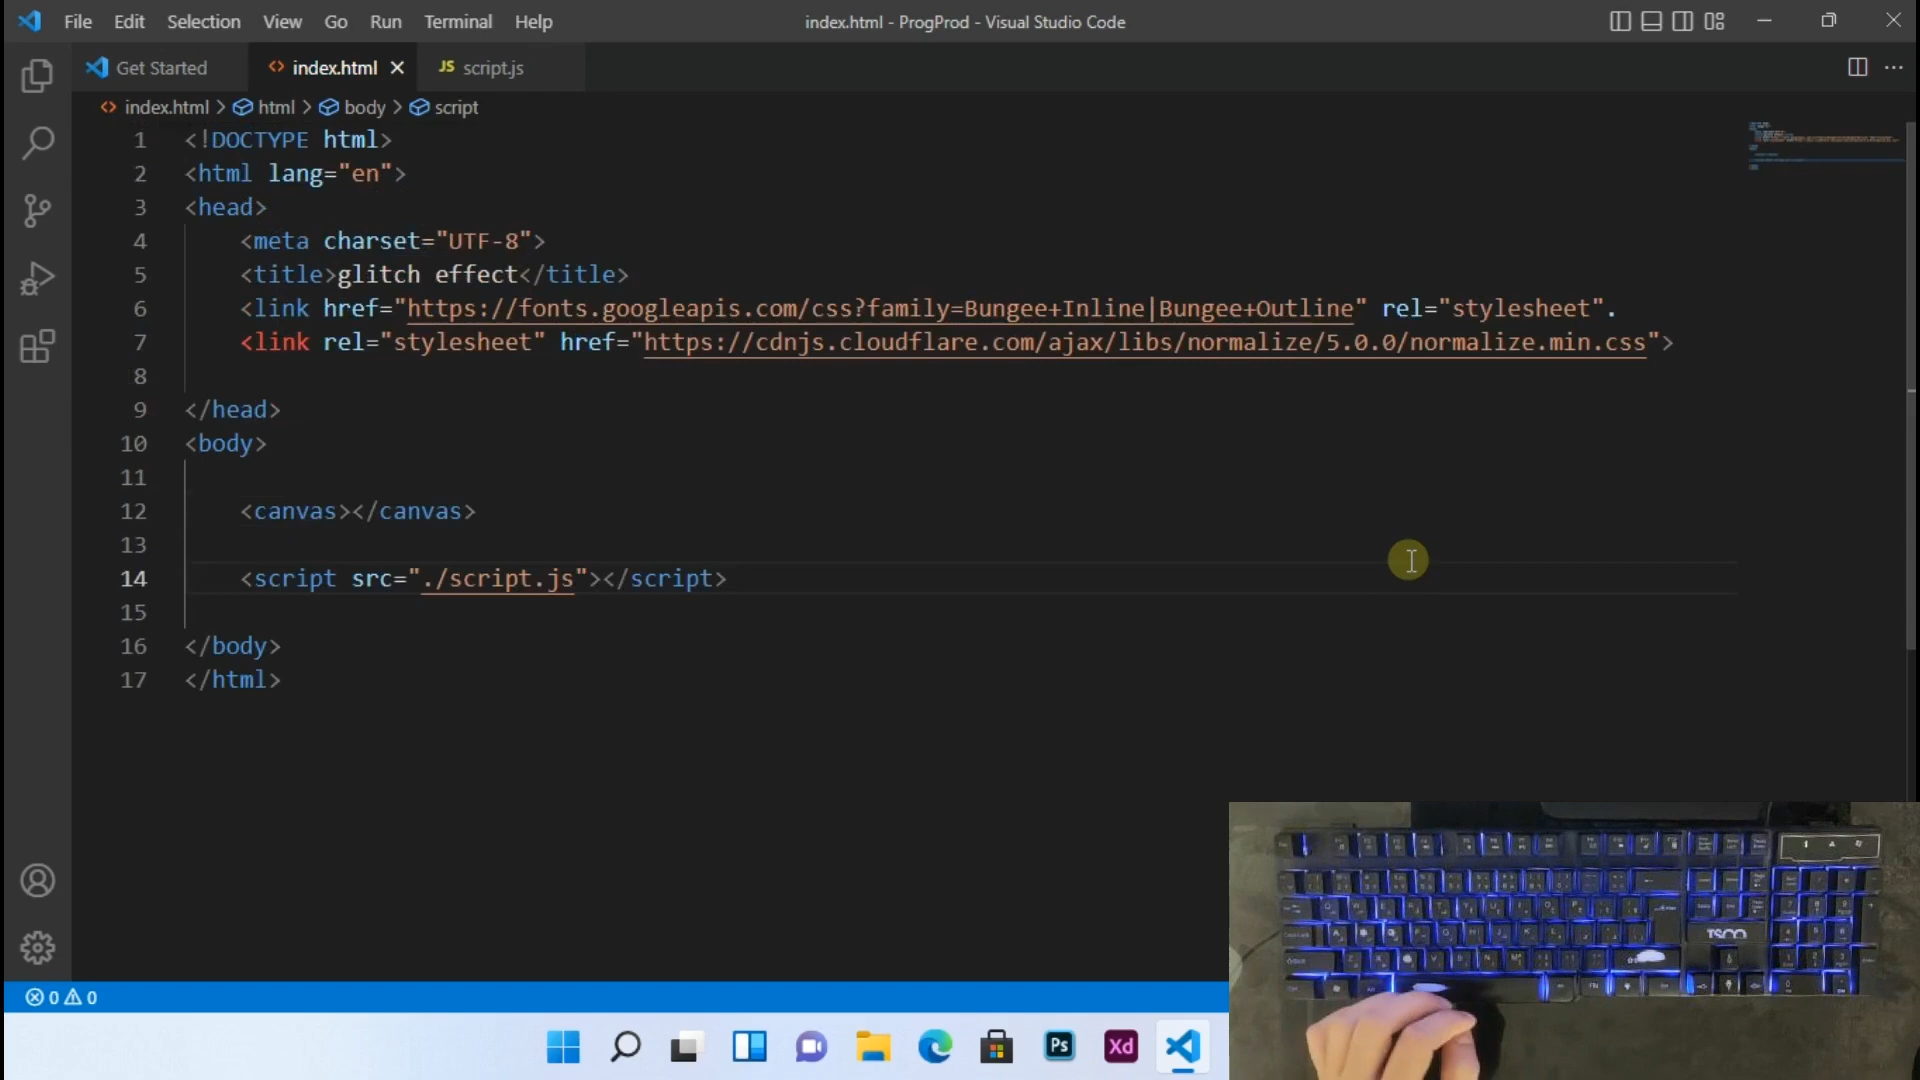 File Edit Selection View Go Run Terminal Help
index.html - ProgProd - Visual Studio Code
Get Started
index.html
JS script.js
index.html > html > body > script
1 <!DOCTYPE html>
2 <html lang="en">
3 <head>
4 <meta charset="UTF-8">
5 <title>glitch effect</title>
6 <link href="https://fonts.googleapis.com/css?family=Bungee+Inline|Bungee+Outline" rel="stylesheet".
7 <link rel="stylesheet" href="https://cdnjs.cloudflare.com/ajax/libs/normalize/5.0.0/normalize.min.css">
8
9 </head>
10 <body>
11
12 <canvas></canvas>
13
14 <script src="./script.js"></script>
15
16 </body>
17 </html>
0 0
Ps
Xd
TSCO